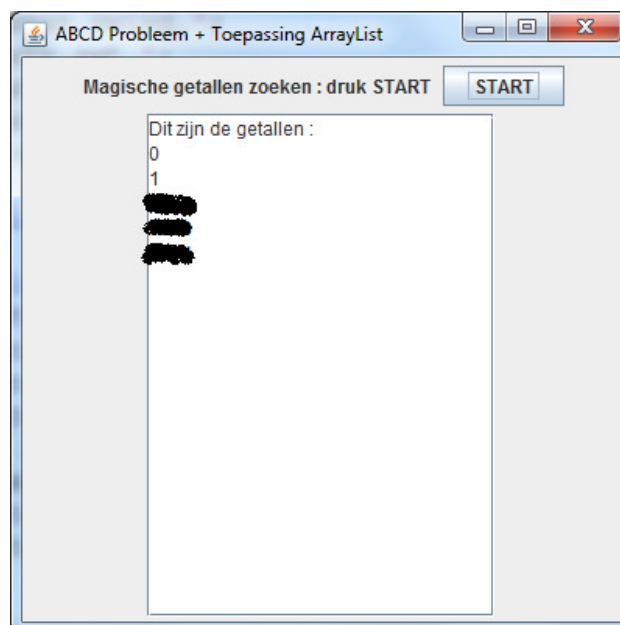 ABCD Probleem + Toepassing ArrayList
Magische getallen zoeken : druk START START
Dit zijn de getallen :
0
1